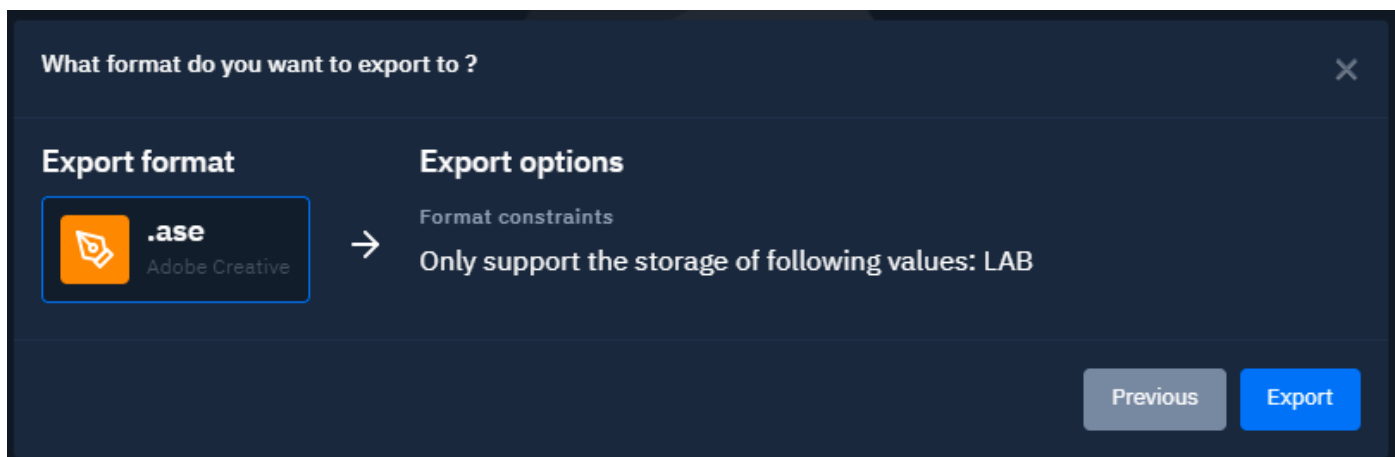 What format do you want to export to ?
Export format
.ase
Adobe Creative
Export options
Format constraints
Only support the storage of following values: LAB
Previous
Export